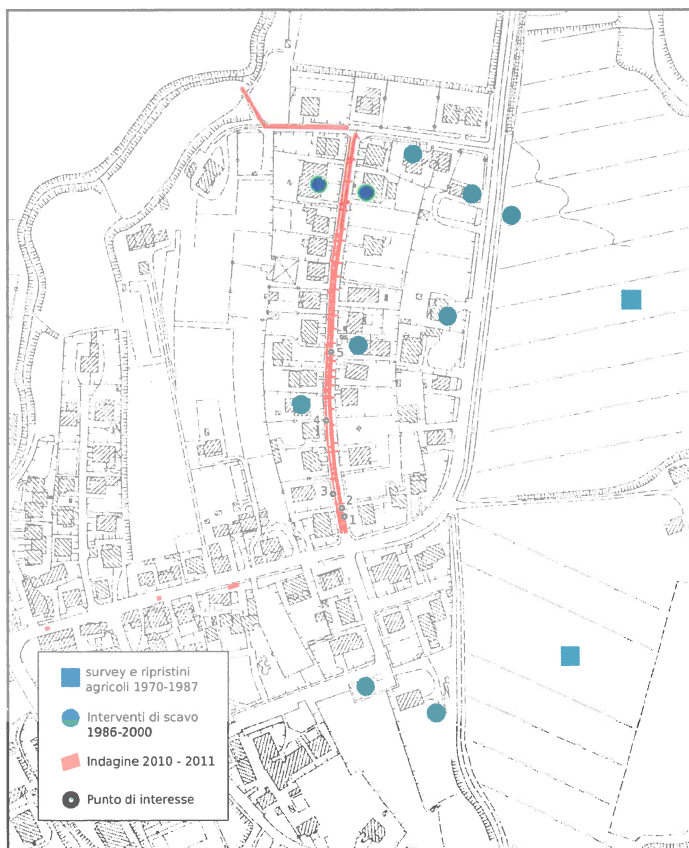 5
4
3
2
1
survey e ripristini
agricoli 1970-1987
Interventi di scavo
1986-2000
Indagine 2010 - 2011
Punto di interesse